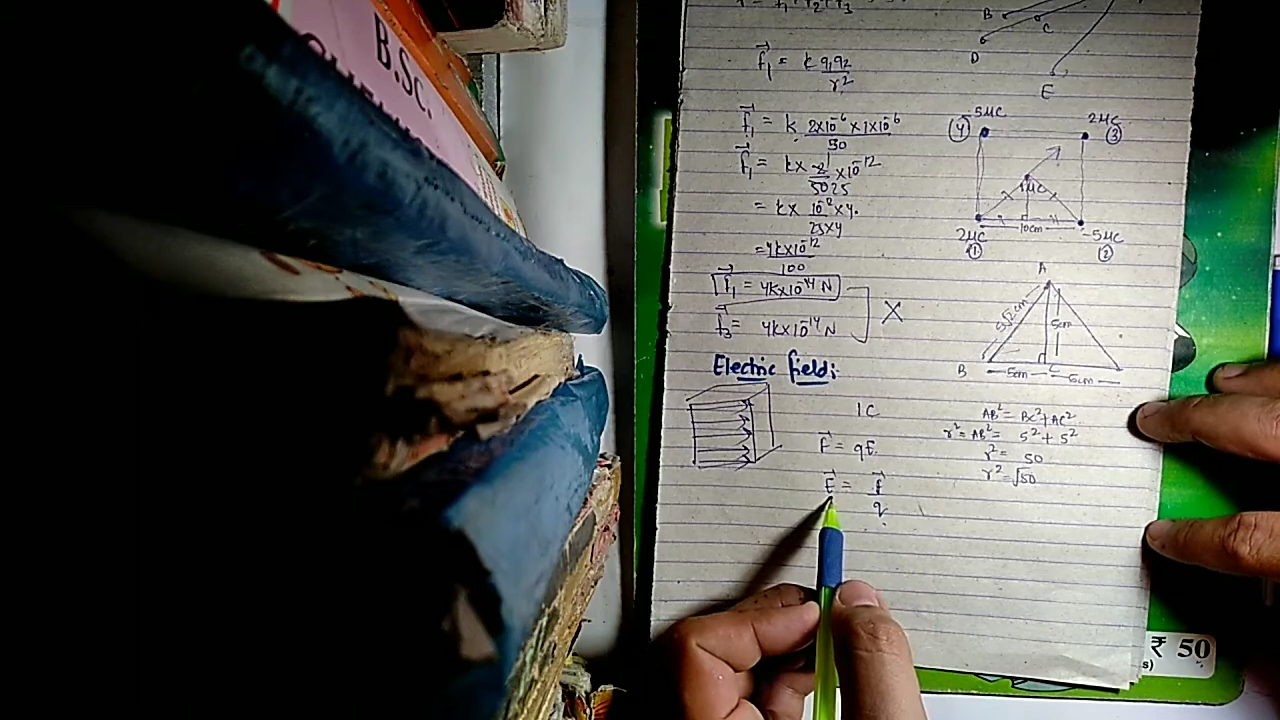 B.Sc.
B
C
D
E
f₁ = k q₁q₂ / r²
f₁ = k 2×10⁻⁶ × 1×10⁻⁶ / 50
f₁ = k × 2 / 50 25 × 10⁻¹²
= k × 10⁻¹² × 4 / 25×4
= 4k×10⁻¹² / 100
f₁ = 4k×10⁻¹⁴ N
f₃ = 4k×10⁻¹⁴ N
X
-5μC
④
2μC
③
1μC
10cm
2μC
①
-5μC
②
A
5cm
B
5cm
C
5cm
AB² = BC² + AC²
r² = AB² = 5² + 5²
r² = 50
r² = √50
Electric field:
1C
F = qE
E = f / q
₹ 50
s)